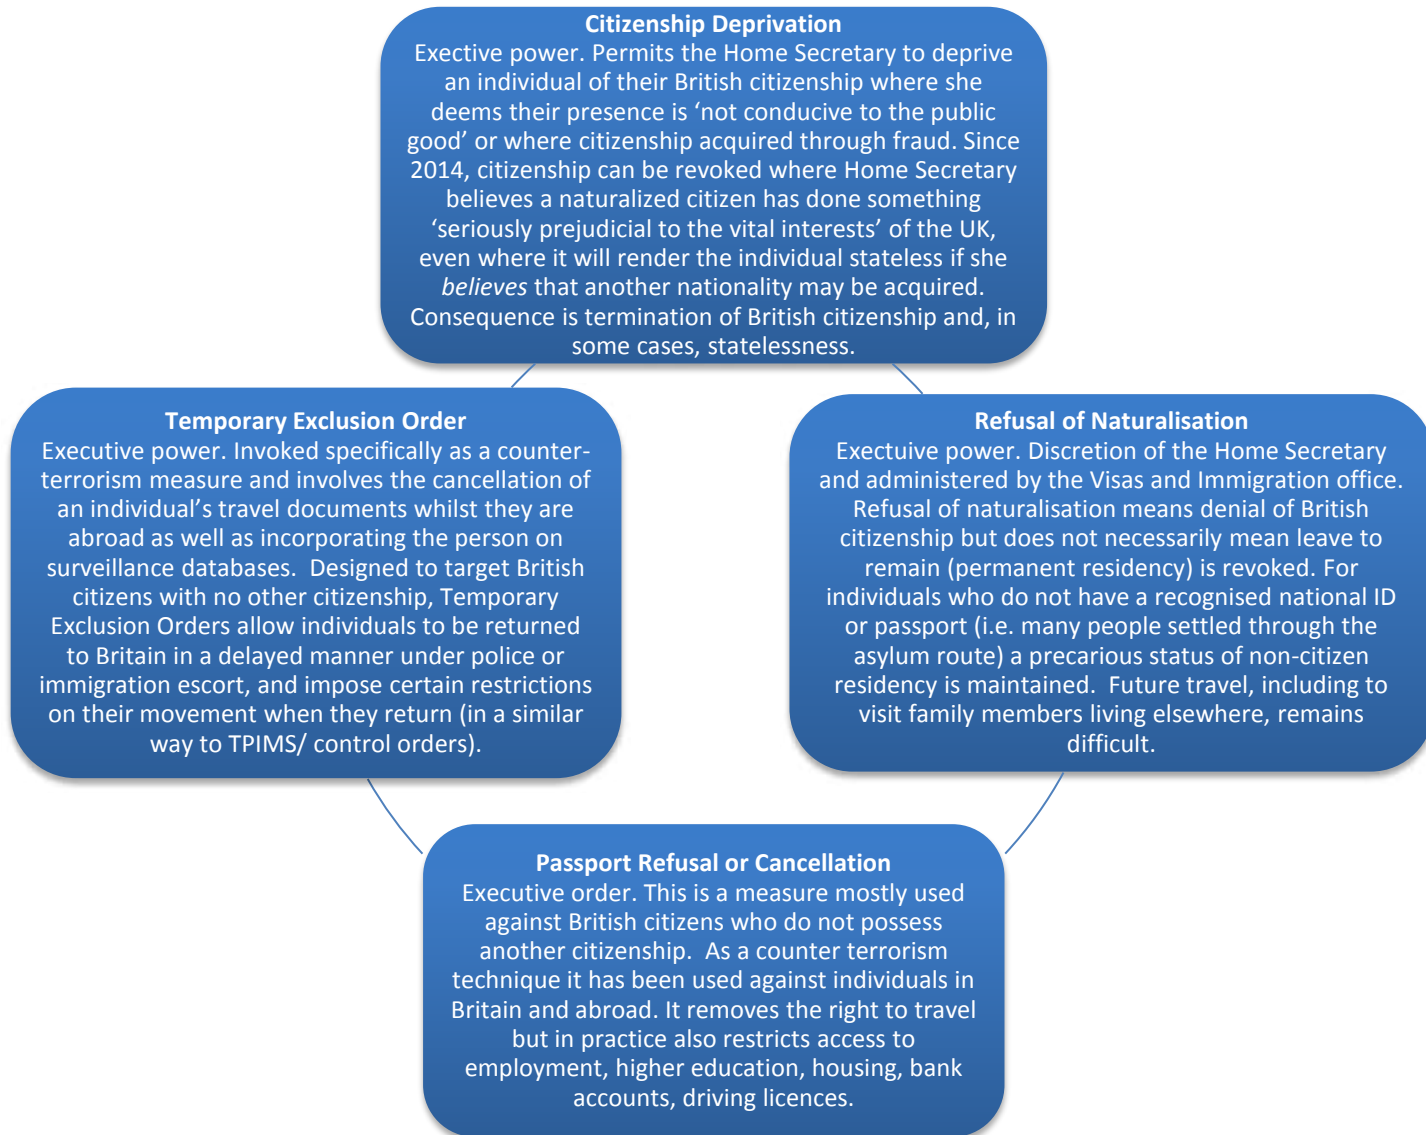 Citizenship Deprivation
Exective power. Permits the Home Secretary to deprive
an individual of their British citizenship where she
deems their presence is ‘not conducive to the public
good’ or where citizenship acquired through fraud. Since
2014, citizenship can be revoked where Home Secretary
believes a naturalized citizen has done something
‘seriously prejudicial to the vital interests’ of the UK,
even where it will render the individual stateless if she
believes that another nationality may be acquired.
Consequence is termination of British citizenship and, in
some cases, statelessness.
Temporary Exclusion Order
Executive power. Invoked specifically as a counter-
terrorism measure and involves the cancellation of
an individual’s travel documents whilst they are
abroad as well as incorporating the person on
surveillance databases.  Designed to target British
citizens with no other citizenship, Temporary
Exclusion Orders allow individuals to be returned
to Britain in a delayed manner under police or
immigration escort, and impose certain restrictions
on their movement when they return (in a similar
way to TPIMS/ control orders).
Refusal of Naturalisation
Exectuive power. Discretion of the Home Secretary
and administered by the Visas and Immigration office.
Refusal of naturalisation means denial of British
citizenship but does not necessarily mean leave to
remain (permanent residency) is revoked. For
individuals who do not have a recognised national ID
or passport (i.e. many people settled through the
asylum route) a precarious status of non-citizen
residency is maintained.  Future travel, including to
visit family members living elsewhere, remains
difficult.
Passport Refusal or Cancellation
Executive order. This is a measure mostly used
against British citizens who do not possess
another citizenship.  As a counter terrorism
technique it has been used against individuals in
Britain and abroad. It removes the right to travel
but in practice also restricts access to
employment, higher education, housing, bank
accounts, driving licences.